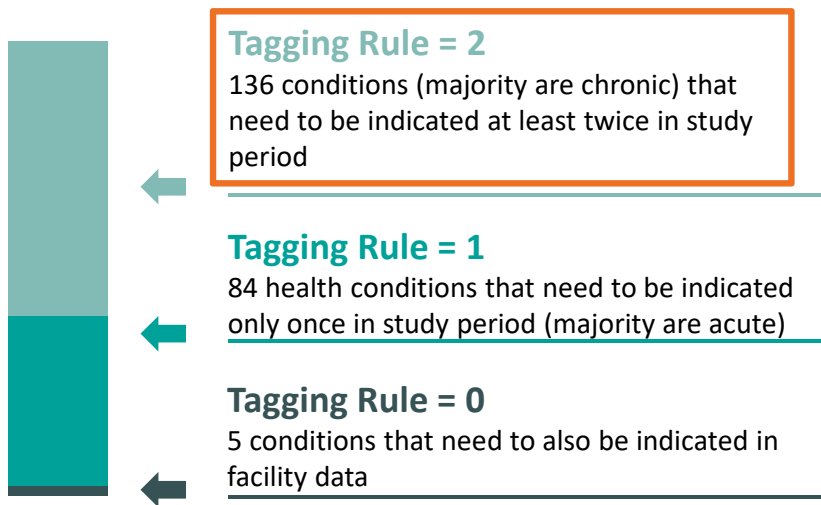 Tagging Rule = 2
136 conditions (majority are chronic) that
need to be indicated at least twice in study
period
Tagging Rule = 1
84 health conditions that need to be indicated
only once in study period (majority are acute)
Tagging Rule = 0
5 conditions that need to also be indicated in
facility data